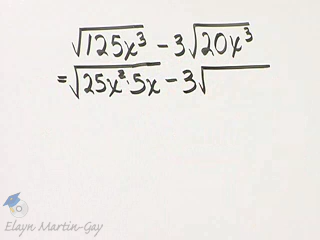 √125x³ - 3√20x³
= √25x²·5x - 3√
Elayn Martin-Gay